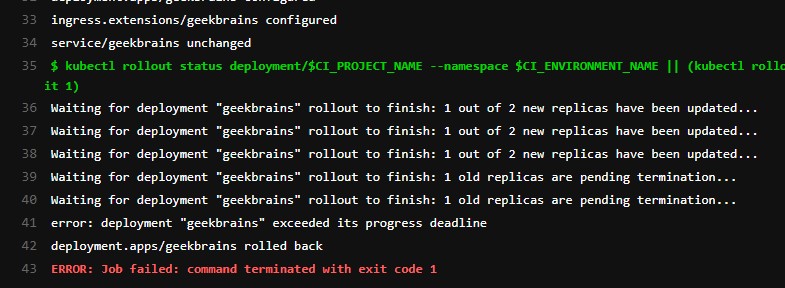 33 ingress.extensions/geekbrains configured
34 service/geekbrains unchanged
35 $ kubectl rollout status deployment/$CI_PROJECT_NAME --namespace $CI_ENVIRONMENT_NAME || (kubectl rollo
it 1)
36 Waiting for deployment "geekbrains" rollout to finish: 1 out of 2 new replicas have been updated...
37 Waiting for deployment "geekbrains" rollout to finish: 1 out of 2 new replicas have been updated...
38 Waiting for deployment "geekbrains" rollout to finish: 1 out of 2 new replicas have been updated...
39 Waiting for deployment "geekbrains" rollout to finish: 1 old replicas are pending termination...
40 Waiting for deployment "geekbrains" rollout to finish: 1 old replicas are pending termination...
41 error: deployment "geekbrains" exceeded its progress deadline
42 deployment.apps/geekbrains rolled back
43 ERROR: Job failed: command terminated with exit code 1